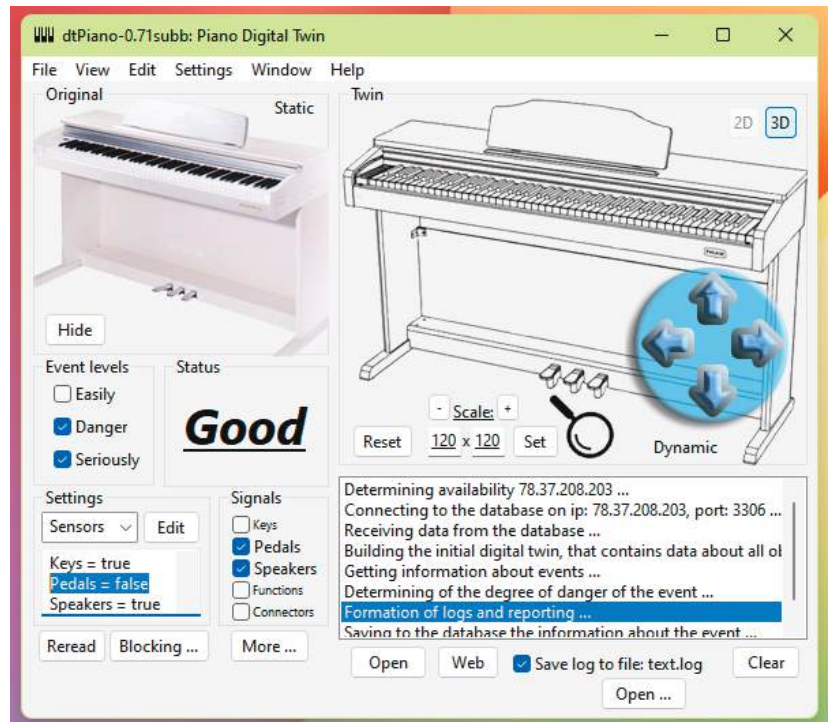 dtPiano-0.71subb: Piano Digital Twin
File View Edit Settings Window Help
Original
Static
Hide
Twin
2D 3D
- Scale: +
Reset 120 x 120 Set
Dynamic
Event levels
Easily
Danger
Seriously
Status
Good
Settings
Sensors Edit
Keys = true
Pedals = false
Speakers = true
Reread Blocking ...
Signals
Keys
Pedals
Speakers
Functions
Connectors
More ...
Determining availability 78.37.208.203 ...
Connecting to the database on ip: 78.37.208.203, port: 3306 ...
Receiving data from the database ...
Building the initial digital twin, that contains data about all
Getting information about events ...
Determining of the degree of danger of the event ...
Formation of logs and reporting ...
Saving to the database the information about the event ...
Open Web Save log to file: text.log Clear
Open ...